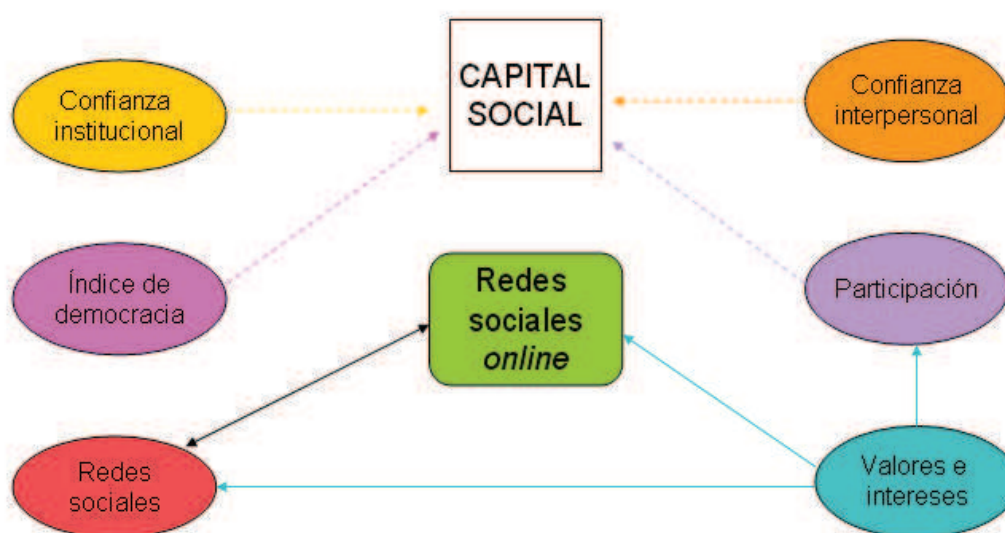 CAPITAL
SOCIAL
Confianza
institucional
Confianza
interpersonal
Índice de
democracia
Redes
sociales
online
Participación
Redes
sociales
Valores e
intereses